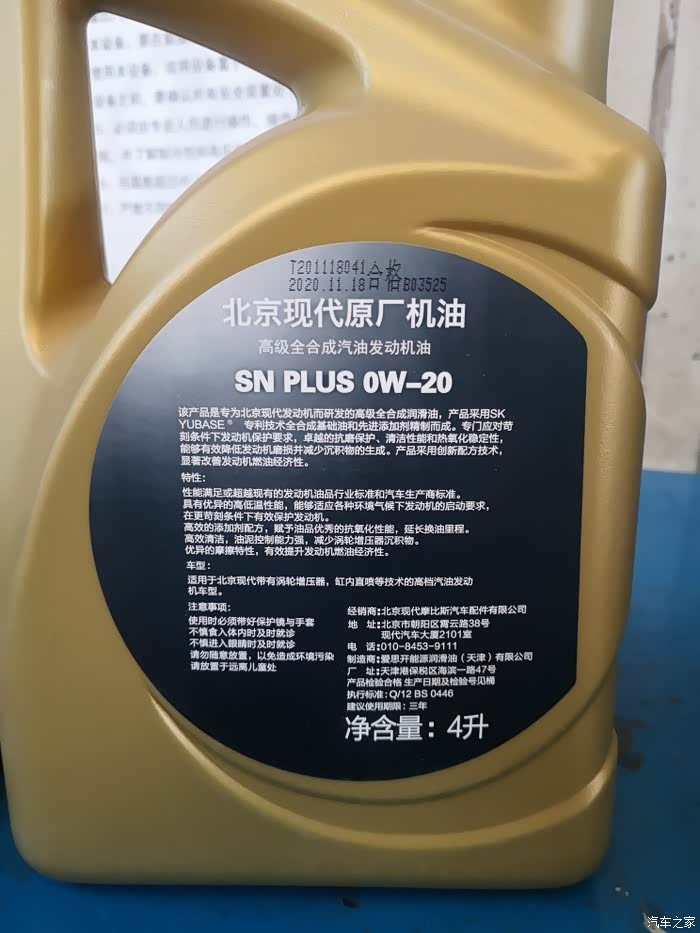 T201118041合格
2020.11.18 B03525
北京现代原厂机油
高级全合成汽油发动机油
SN PLUS 0W-20
该产品是专为北京现代发动机而研发的高级全合成润滑油，产品采用SK
YUBASE® 专利技术全合成基础油和先进添加剂精制而成。专门应对苛
刻条件下发动机保护要求，卓越的抗磨保护、清洁性能和热氧化稳定性，
能够有效降低发动机磨损并减少沉积物的生成。产品采用创新配方技术，
显著改善发动机燃油经济性。
特性：
性能满足或超越现有的发动机油品行业标准和汽车生产商标准。
具有优异的高低温性能，能够适应各种环境气候下发动机的启动要求，
在更苛刻条件下有效保护发动机。
高效的添加剂配方，赋予油品优秀的抗氧化性能，延长换油里程。
高效清洁，油泥控制能力强，减少涡轮增压器沉积物。
优异的摩擦特性，有效提升发动机燃油经济性。
车型：
适用于北京现代带有涡轮增压器，缸内直喷等技术的高档汽油发动
机车型。
注意事项：
使用时必须带好保护镜与手套
不慎食入体内时及时就诊
不慎进入眼睛时及时就诊
请勿随意放置，以免造成环境污染
请放置于远离儿童处
经销商：北京现代摩比斯汽车配件有限公司
地 址：北京市朝阳区霄云路38号
现代汽车大厦2101室
电 话：010-8453-9111
制造商：爱思开能源润滑油（天津）有限公司
厂 址：天津港保税区海滨一路47号
产品检验合格 生产日期及检验号见桶
执行标准：Q/12 BS 0446
建议使用期限：三年
净含量：4升
汽车之家